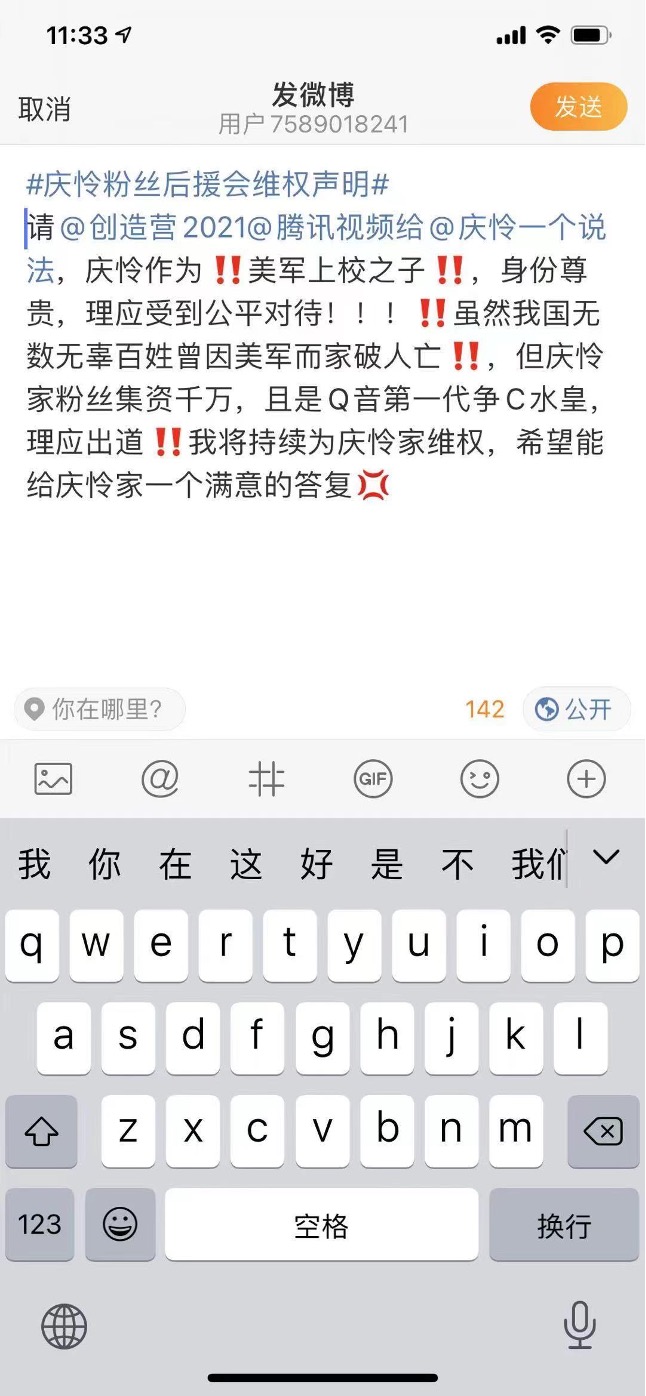 11:33
取消
发微博
用户7589018241
发送
#庆怜粉丝后援会维权声明#
请@创造营2021@腾讯视频给@庆怜一个说
法，庆怜作为‼️美军上校之子‼️，身份尊
贵，理应受到公平对待！！！‼️虽然我国无
数无辜百姓曾因美军而家破人亡‼️，但庆怜
家粉丝集资千万，且是Q音第一代争C水皇，
理应出道‼️我将持续为庆怜家维权，希望能
给庆怜家一个满意的答复💢
你在哪里?
142
公开
@
GIF
我 你 在 这 好 是 不 我们
q w e r t y u i o p
a s d f g h j k l
z x c v b n m
123
空格
换行